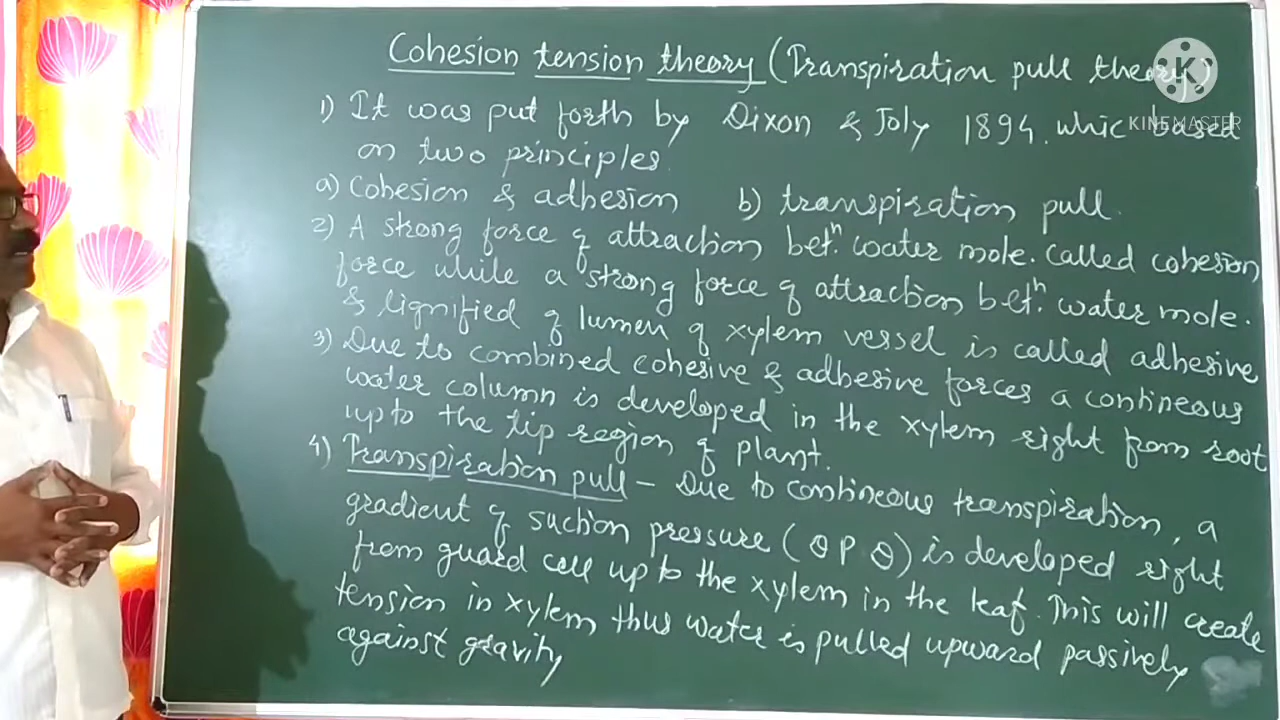 Cohesion tension theory (Transpiration pull theory)
KINEMASTER
1) It was put forth by Dixon & Joly 1894. whic based
on two principles.
a) Cohesion & adhesion b) transpiration pull.
2) A strong force of attraction betn. water mole. called cohesion
force while a strong force of attraction betn. water mole.
& lignified of lumen of xylem vessel is called adhesive
3) Due to combined cohesive & adhesive forces a contineous
water column is developed in the xylem right from root
upto the tip region of plant.
4) Transpiration pull - Due to contineous transpiration, a
gradient of suction pressure ( ) is developed right
from guard cell up to the xylem in the leaf. This will create
tension in xylem thus water is pulled upward passively
against gravity